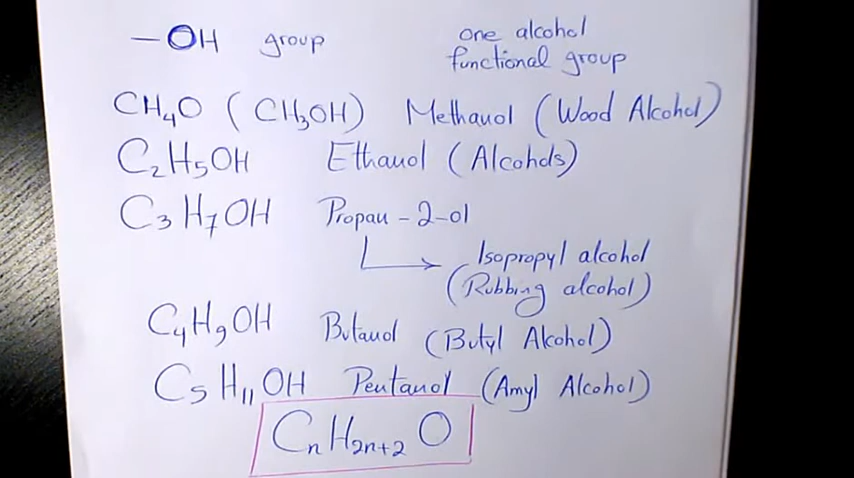 —OH group one alcohol
functional group
CH₄O (CH₃OH) Methanol (Wood Alcohol)
C₂H₅OH Ethanol (Alcohols)
C₃H₇OH Propan-2-ol
Isopropyl alcohol
(Rubbing alcohol)
C₄H₉OH Butanol (Butyl Alcohol)
C₅H₁₁OH Pentanol (Amyl Alcohol)
CₙH₂ₙ₊₂O